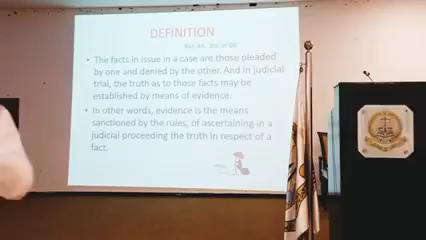 DEFINITION
The facts in issue in a case are those pleaded
by one and denied by the other. And in judicial
trial, the truth as to those facts may be
established by means of evidence.
In other words, evidence is the means
sanctioned by the rules, of ascertaining in a
judicial proceeding the truth in respect of a
fact.